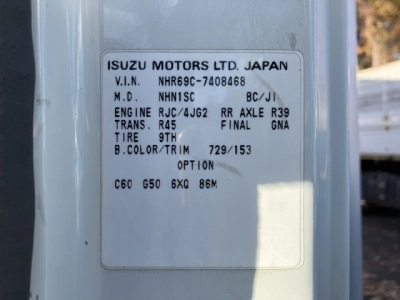 ISUZU MOTORS LTD. JAPAN
V.I.N. NHR69C-7408468
M.D. NHN1SC BC/J1
ENGINE RJC/4JG2 RR AXLE R39
TRANS. R45 FINAL GNA
TIRE 9TH
B.COLOR/TRIM 729/153
OPTION
C60 G50 6XQ 86M